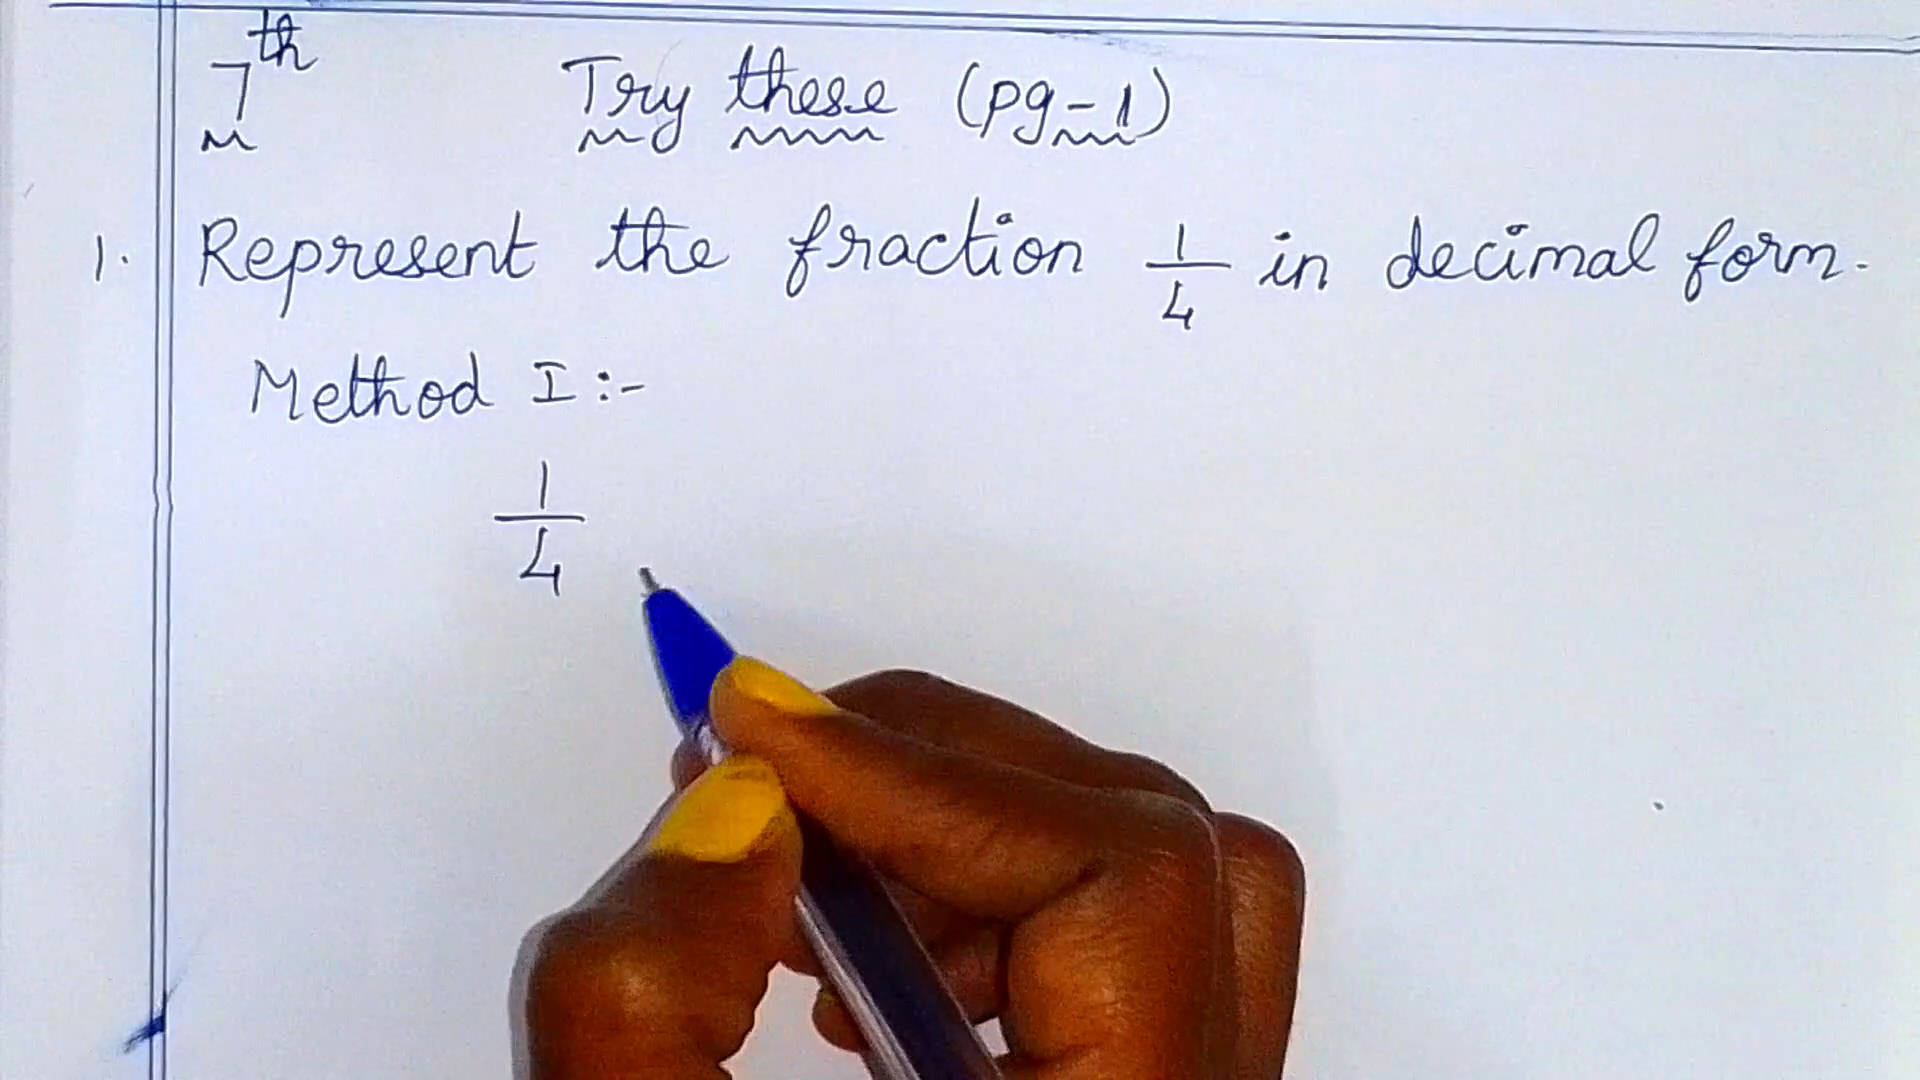 7th Try these (pg-1)
1. Represent the fraction 1/4 in decimal form.
Method I :-
1/4